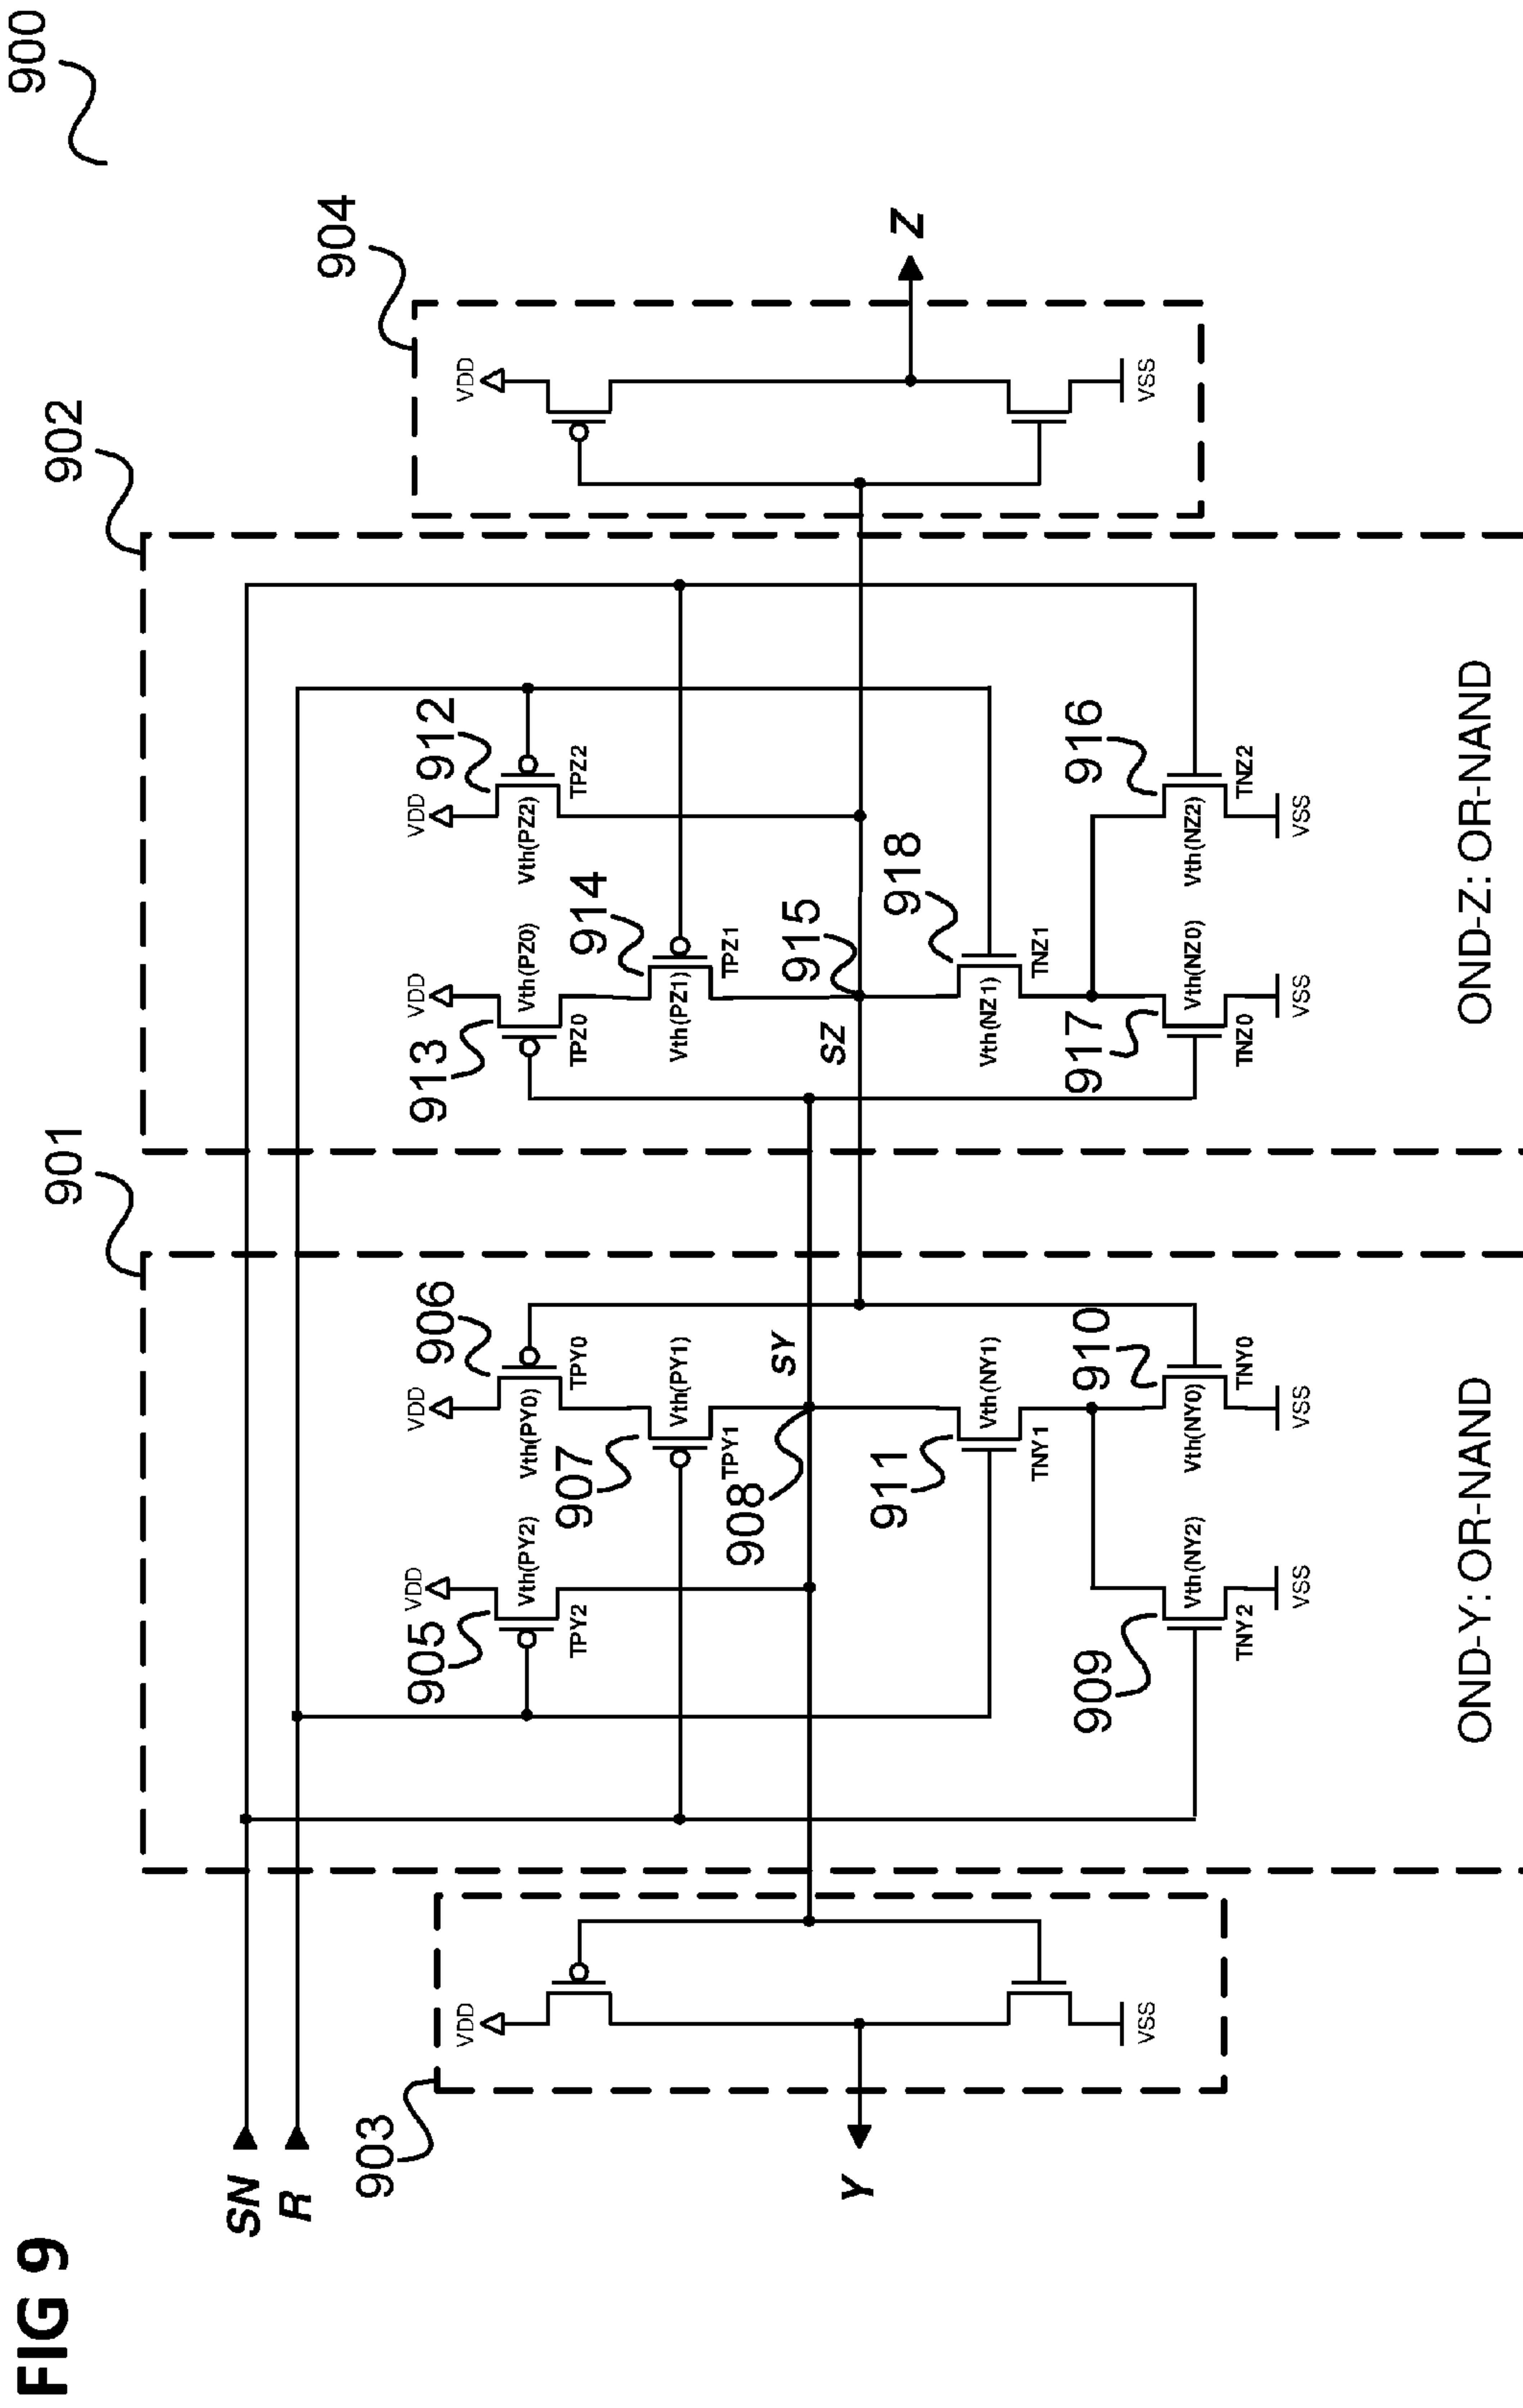 FIG 9
900
SN
R
901
902
903
904
VDD
VDD
VDD
VDD
VDD
VDD
905
906
912
913
Vth(PY2)
TPY2
Vth(PY0)
TPY0
Vth(PZ0)
TPZ0
Vth(PZ2)
TPZ2
907
914
Vth(PY1)
TPY1
Vth(PZ1)
TPZ1
908
SY
915
SZ
Y
Z
911
918
Vth(NY1)
TNY1
Vth(NZ1)
TNZ1
909
910
917
916
Vth(NY2)
TNY2
Vth(NY0)
TNY0
Vth(NZ0)
TNZ0
Vth(NZ2)
TNZ2
VSS
VSS
VSS
VSS
VSS
VSS
OND-Y: OR-NAND
OND-Z: OR-NAND